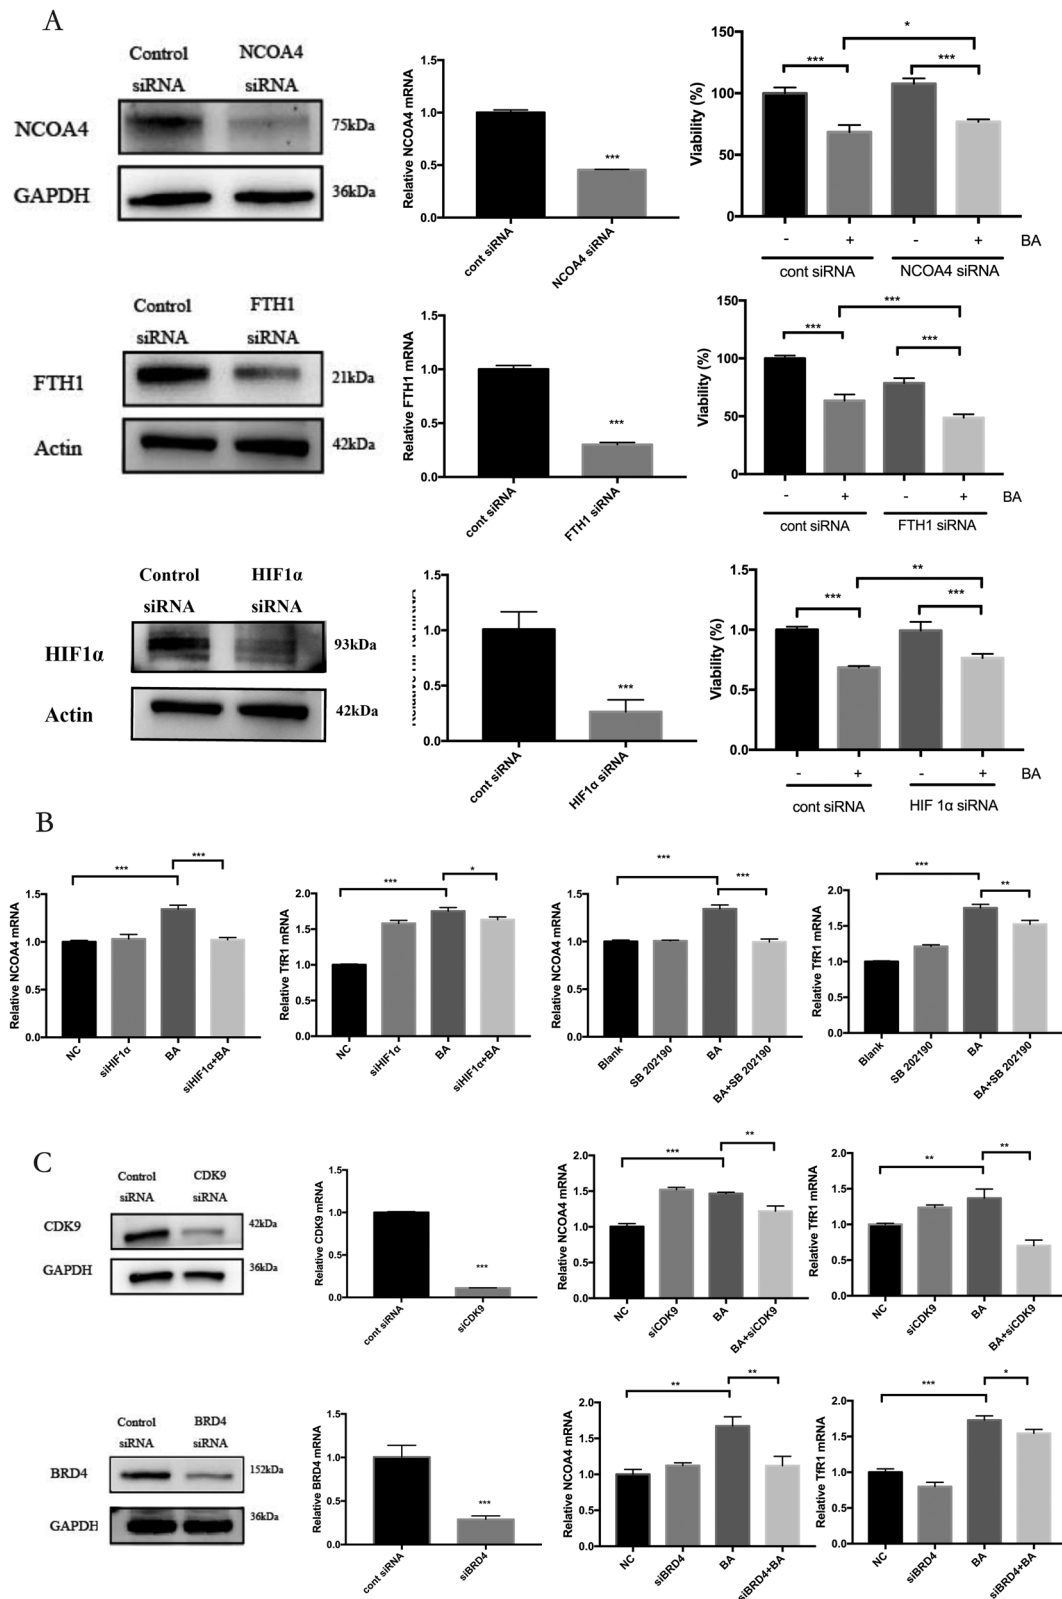 A
Control NCOA4
siRNA siRNA
NCOA4 75kDa
GAPDH 36kDa
Relative NCOA4 mRNA
1.5
1.0
0.5
0.0
***
cont siRNA
NCOA4 siRNA
Viability (%)
150
100
50
0
*** *** *
- + - + BA
cont siRNA NCOA4 siRNA
Control FTH1
siRNA siRNA
FTH1 21kDa
Actin 42kDa
Relative FTH1 mRNA
1.5
1.0
0.5
0.0
***
cont siRNA
FTH1 siRNA
Viability (%)
150
100
50
0
*** *** ***
- + - + BA
cont siRNA FTH1 siRNA
Control HIF1α
siRNA siRNA
HIF1α 93kDa
Actin 42kDa
1.5
1.0
0.5
0.0
***
cont siRNA
HIF1α siRNA
Viability (%)
1.5
1.0
0.5
0.0
*** ** ***
- + - + BA
cont siRNA HIF 1α siRNA
B
Relative NCOA4 mRNA
1.5
1.0
0.5
0.0
*** ***
NC siHIF1α BA siHIF1α+BA
Relative TfR1 mRNA
2.0
1.5
1.0
0.5
0.0
*** *
NC siHIF1α BA siHIF1α+BA
Relative NCOA4 mRNA
1.5
1.0
0.5
0.0
*** ***
Blank SB 202190 BA BA+SB 202190
Relative TfR1 mRNA
2.0
1.5
1.0
0.5
0.0
*** **
Blank SB 202190 BA BA+SB 202190
C
Control CDK9
siRNA siRNA
CDK9 42kDa
GAPDH 36kDa
Relative CDK9 mRNA
1.5
1.0
0.5
0.0
***
cont siRNA siCDK9
Relative NCOA4 mRNA
2.0
1.5
1.0
0.5
0.0
*** **
NC siCDK9 BA BA+siCDK9
Relative TfR1 mRNA
2.0
1.5
1.0
0.5
0.0
** **
NC siCDK9 BA BA+siCDK9
Control BRD4
siRNA siRNA
BRD4 152kDa
GAPDH 36kDa
Relative BRD4 mRNA
1.5
1.0
0.5
0.0
***
cont siRNA siBRD4
Relative NCOA4 mRNA
2.0
1.5
1.0
0.5
0.0
** **
NC siBRD4 BA siBRD4+BA
Relative TfR1 mRNA
2.0
1.5
1.0
0.5
0.0
*** *
NC siBRD4 BA siBRD4+BA